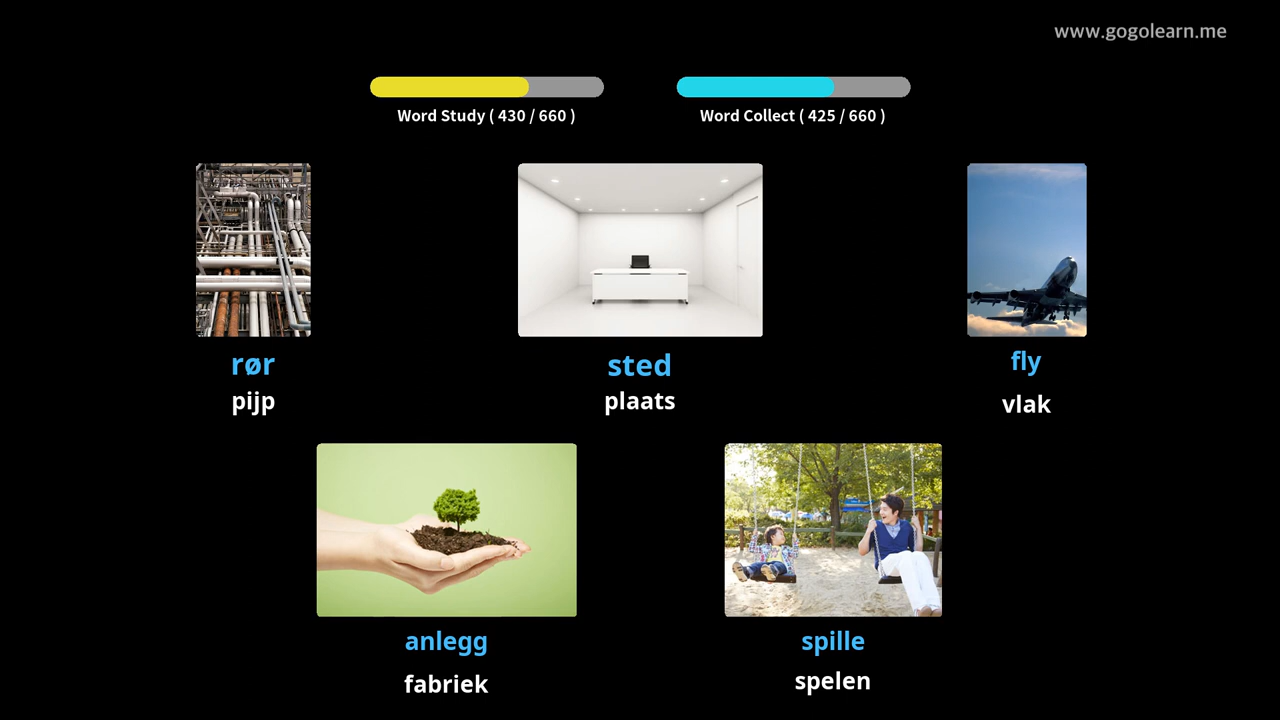 www.gogolearn.me
Word Study ( 430 / 660 )
Word Collect ( 425 / 660 )
rør
pijp
sted
plaats
fly
vlak
anlegg
fabriek
spille
spelen